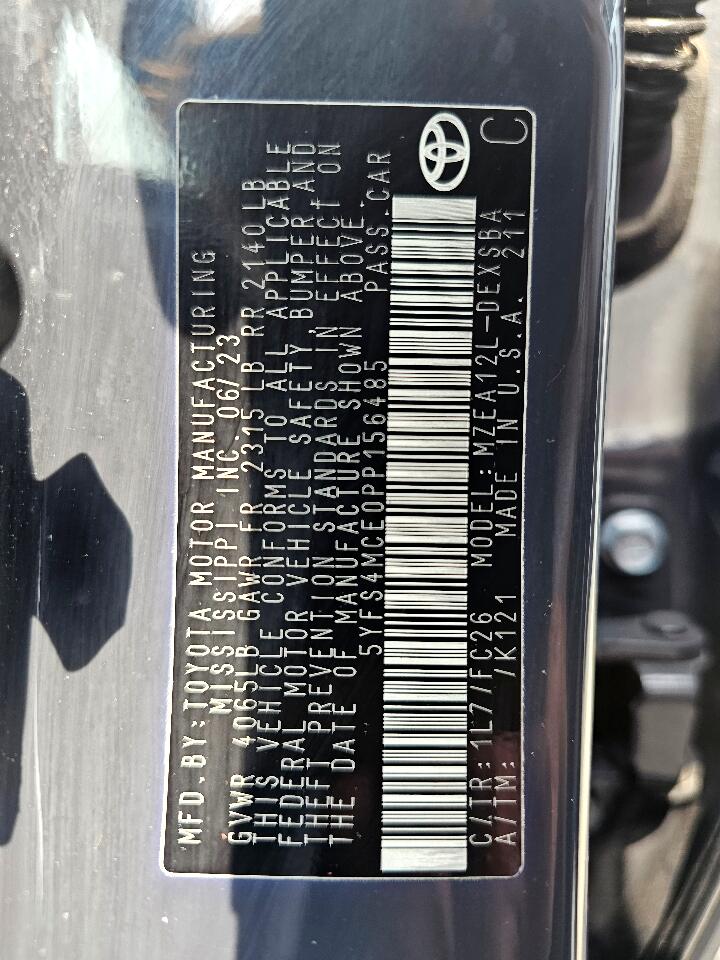 MFD. BY: TOYOTA MOTOR MANUFACTURING
MISSISSIPPI INC. 06/23
GVWR 4065LB GAWR FR 2315 LB RR 2140LB
THIS VEHICLE CONFORMS TO ALL APPLICABLE
FEDERAL MOTOR VEHICLE SAFETY, BUMPER, AND
THEFT PREVENTION STANDARDS IN EFFECT ON
THE DATE OF MANUFACTURE SHOWN ABOVE.
5YFS4MCE0PP156485 PASS. CAR
C/TR: 1L7/FC26 MODEL: MZEA12L-DEXSBA
A/TM: /K121 MADE IN U.S.A. 211
C